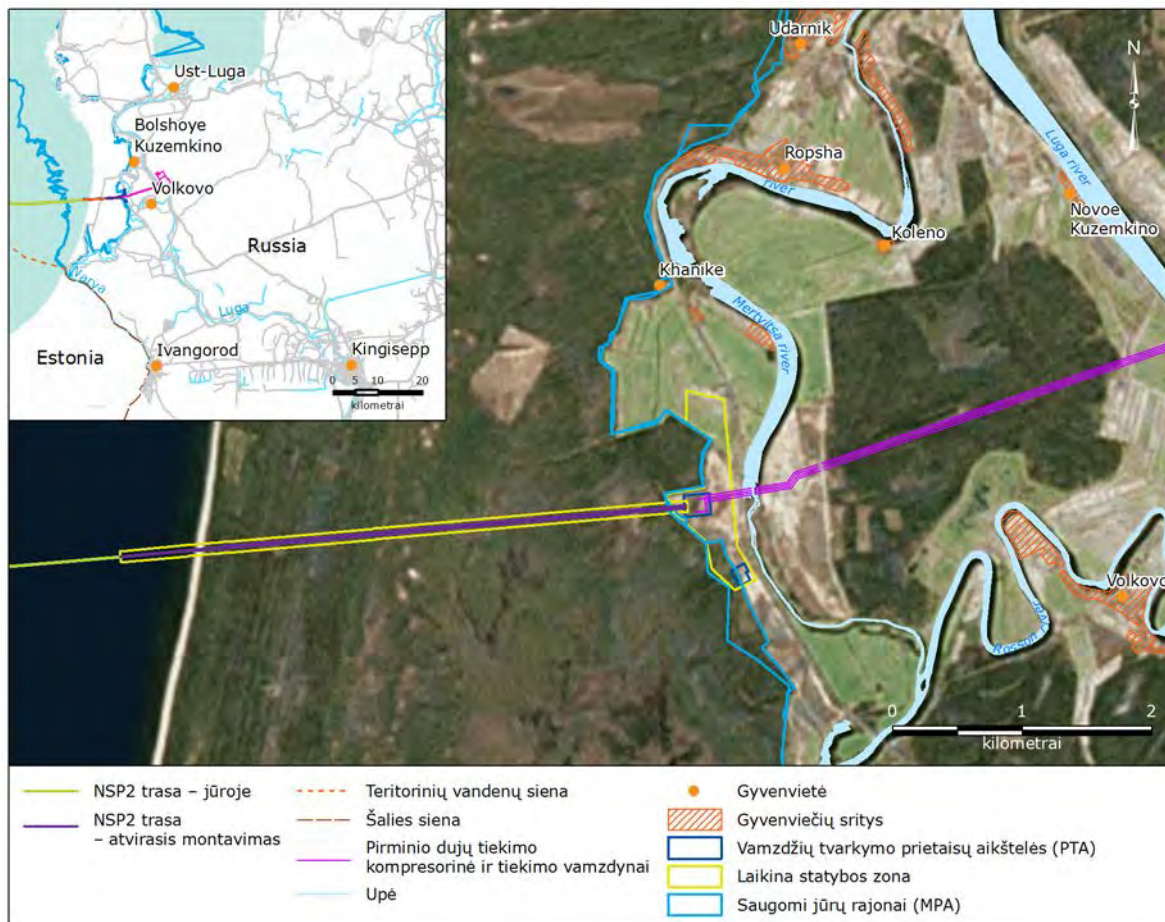 Ust-Luga
Bolshoye
Kuzemkino
Volkovo
Russia
Narva
Luga
Estonia
Ivangorod
Kingisepp
0 5 10 20
kilometrai
Udarnik
N
Ropsha
river
Luga river
Novoe
Kuzemkino
Koleno
Khanike
Mertvitsa river
Volkovo
Rosson river
0 1 2
kilometrai
NSP2 trasa – jūroje
NSP2 trasa
– atvirasis montavimas
Teritorinių vandenų siena
Šalies siena
Pirminio dujų tiekimo
kompresorinė ir tiekimo vamzdynai
Upė
Gyvenvietė
Gyvenviečių sritys
Vamzdžių tvarkymo prietaisų aikštelės (PTA)
Laikina statybos zona
Saugomi jūrų rajonai (MPA)